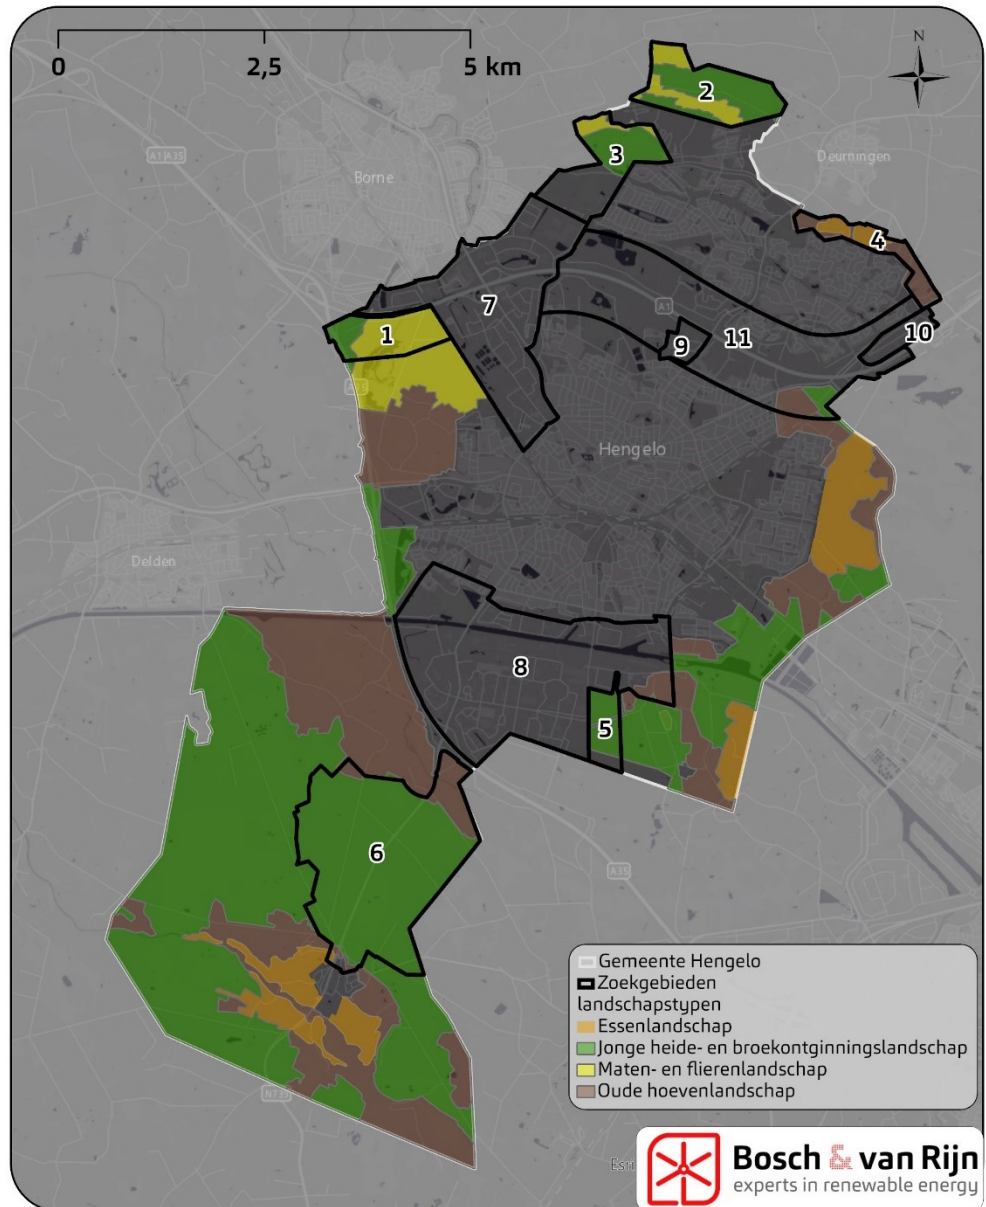 0
2,5
5 km
N
2
A1|A35
Borne
3
Deurningen
4
7
A1
1
11
10
9
Hengelo
Delden
8
5
6
A35
N739
Gemeente Hengelo
Zoekgebieden
landschapstypen
Essenlandschap
Jonge heide- en broekontginningslandschap
Maten- en flierenlandschap
Oude hoevenlandschap
Bosch & van Rijn
experts in renewable energy